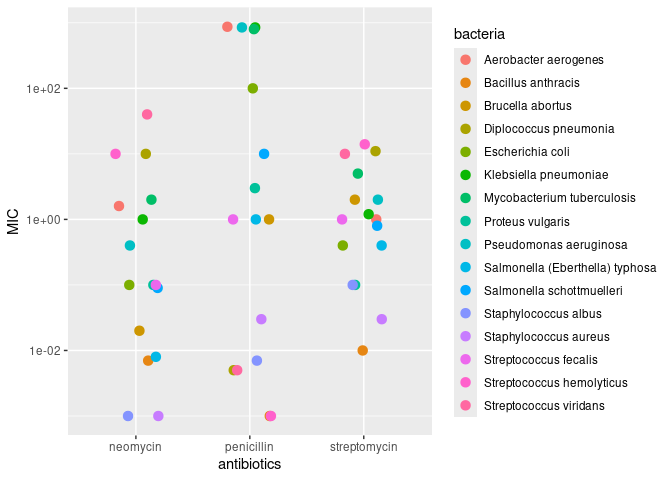 MIC
1e+02
1e+00
1e-02
neomycin
penicillin
streptomycin
antibiotics
bacteria
Aerobacter aerogenes
Bacillus anthracis
Brucella abortus
Diplococcus pneumonia
Escherichia coli
Klebsiella pneumoniae
Mycobacterium tuberculosis
Proteus vulgaris
Pseudomonas aeruginosa
Salmonella (Eberthella) typhosa
Salmonella schottmuelleri
Staphylococcus albus
Staphylococcus aureus
Streptococcus fecalis
Streptococcus hemolyticus
Streptococcus viridans